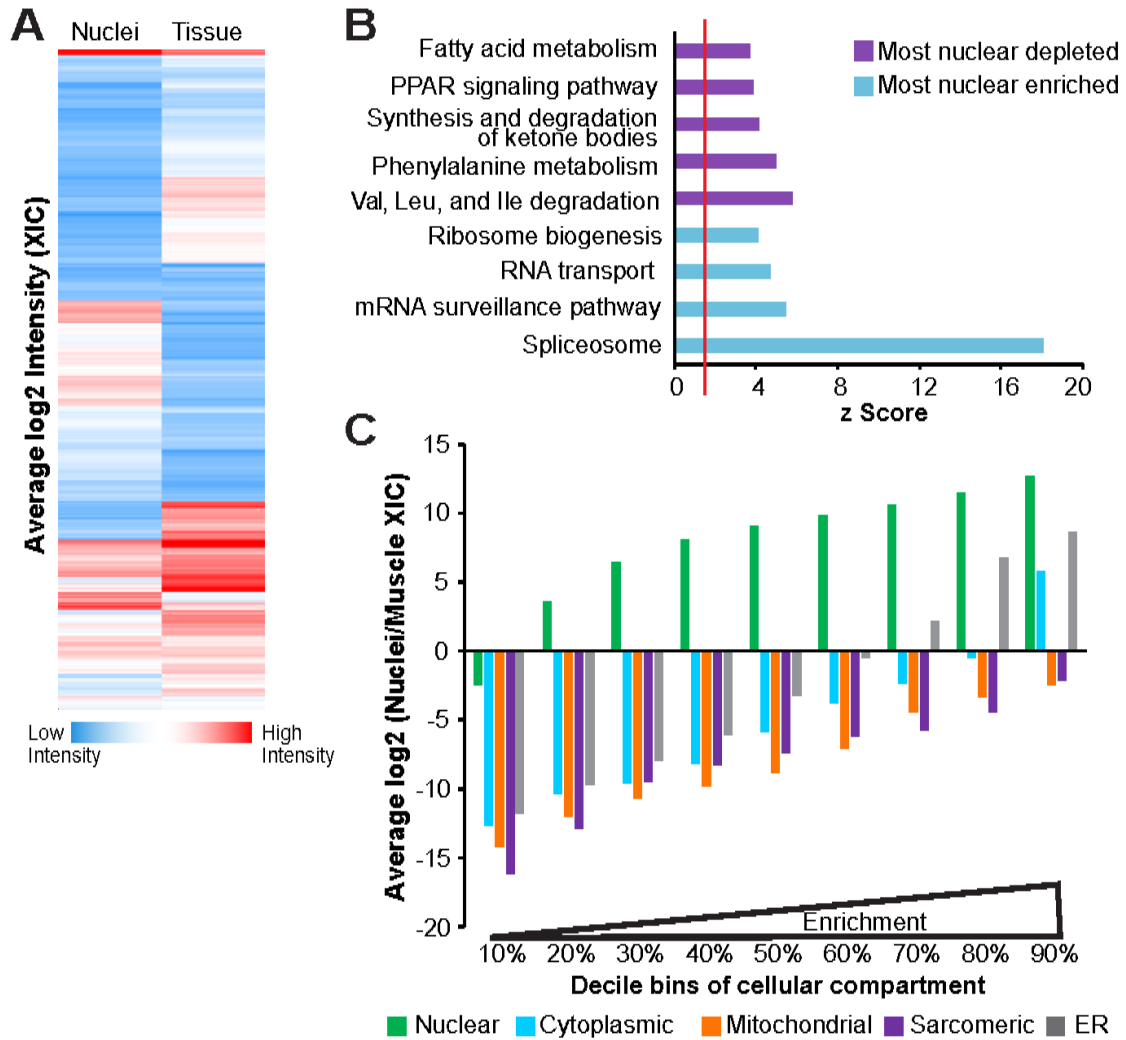 A
Nuclei Tissue
Average log2 Intensity (XIC)
Low
Intensity
High
Intensity
B
Fatty acid metabolism
PPAR signaling pathway
Synthesis and degradation
of ketone bodies
Phenylalanine metabolism
Val, Leu, and Ile degradation
Ribosome biogenesis
RNA transport
mRNA surveillance pathway
Spliceosome
Most nuclear depleted
Most nuclear enriched
0 4 8 12 16 20
z Score
C
Average log2 (Nuclei/Muscle XIC)
15
10
5
0
-5
-10
-15
-20
Enrichment
10% 20% 30% 40% 50% 60% 70% 80% 90%
Decile bins of cellular compartment
Nuclear Cytoplasmic Mitochondrial Sarcomeric ER